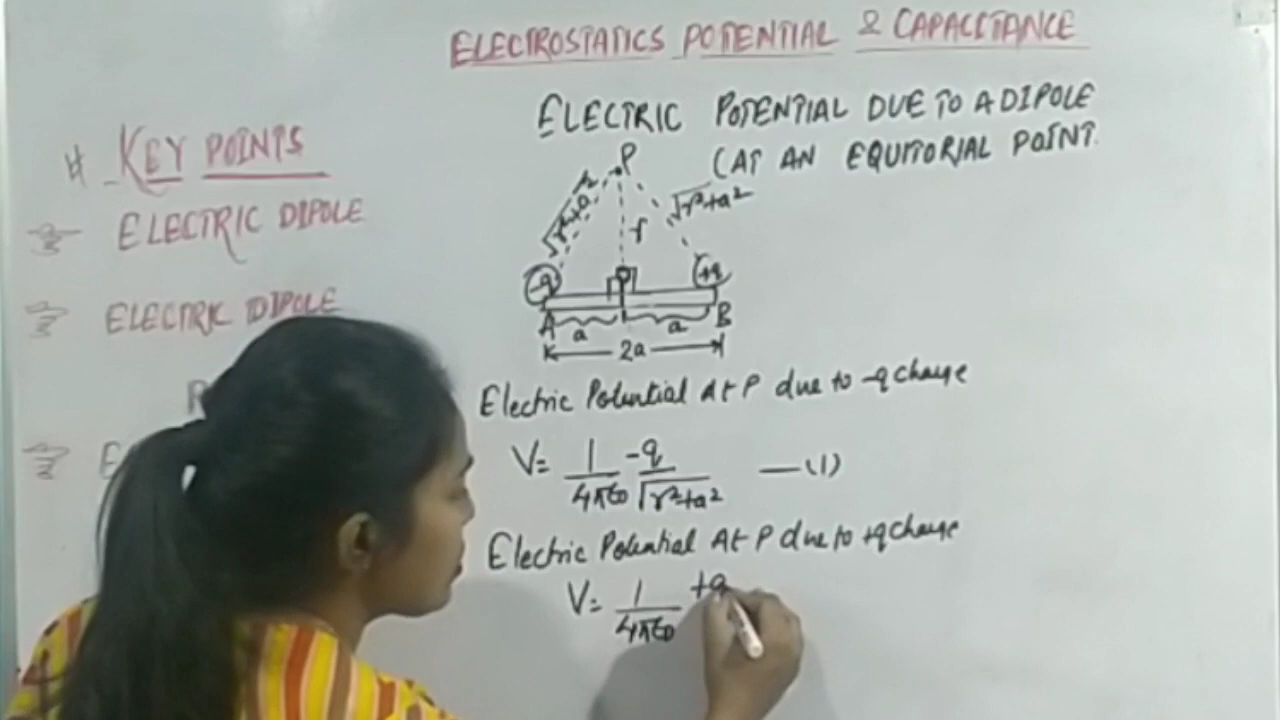 ELECTROSTATICS POTENTIAL & CAPACITANCE
# KEY POINTS
☞ ELECTRIC DIPOLE
☞ ELECTRIC DIPOLE
☞ E
ELECTRIC POTENTIAL DUE TO A DIPOLE
(AT AN EQUITORIAL POINT.
P
√r²+a²
√r²+a²
r
-q
+q
A
a
a
B
2a
Electric Potential At P due to -q charge
V= 1/4πε0 -q/√r²+a² —(1)
Electric Potential At P due to +q charge
V= 1/4πε0 +q